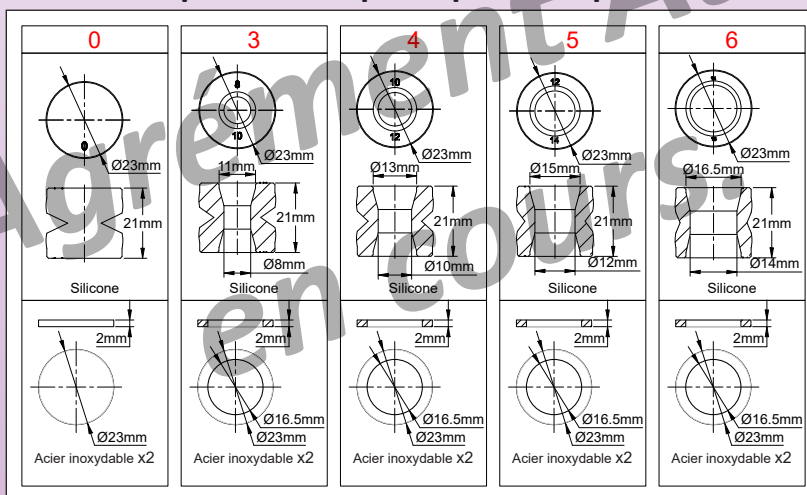 0
3
4
5
6
0
8
10
10
12
12
14
Ø23mm
Ø23mm
Ø23mm
Ø23mm
Ø23mm
11mm
Ø13mm
Ø15mm
Ø16.5mm
21mm
21mm
21mm
21mm
21mm
Ø8mm
Ø10mm
Ø12mm
Ø14mm
Silicone
Silicone
Silicone
Silicone
Silicone
2mm
2mm
2mm
2mm
2mm
Ø16.5mm
Ø16.5mm
Ø16.5mm
Ø16.5mm
Ø23mm
Ø23mm
Ø23mm
Ø23mm
Ø23mm
Acier inoxydable x2
Acier inoxydable x2
Acier inoxydable x2
Acier inoxydable x2
Acier inoxydable x2
Agrément
en cours.